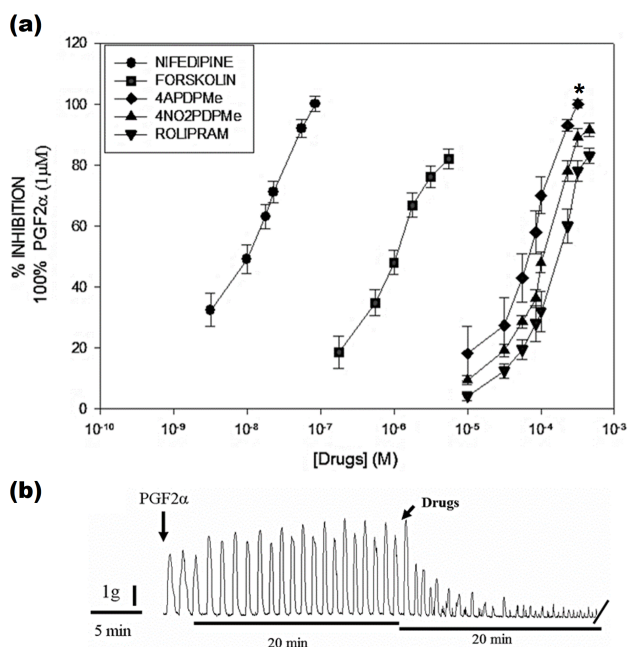 (a)
120
100
80
60
40
20
0
% INHIBITION
100% PGF2α (1μM)
NIFEDIPINE
FORSKOLIN
4APDPMe
4NO2PDPMe
ROLIPRAM
*
10-10 10-9 10-8 10-7 10-6 10-5 10-4 10-3
[Drugs] (M)
(b)
PGF2α
Drugs
1g
5 min
20 min
20 min